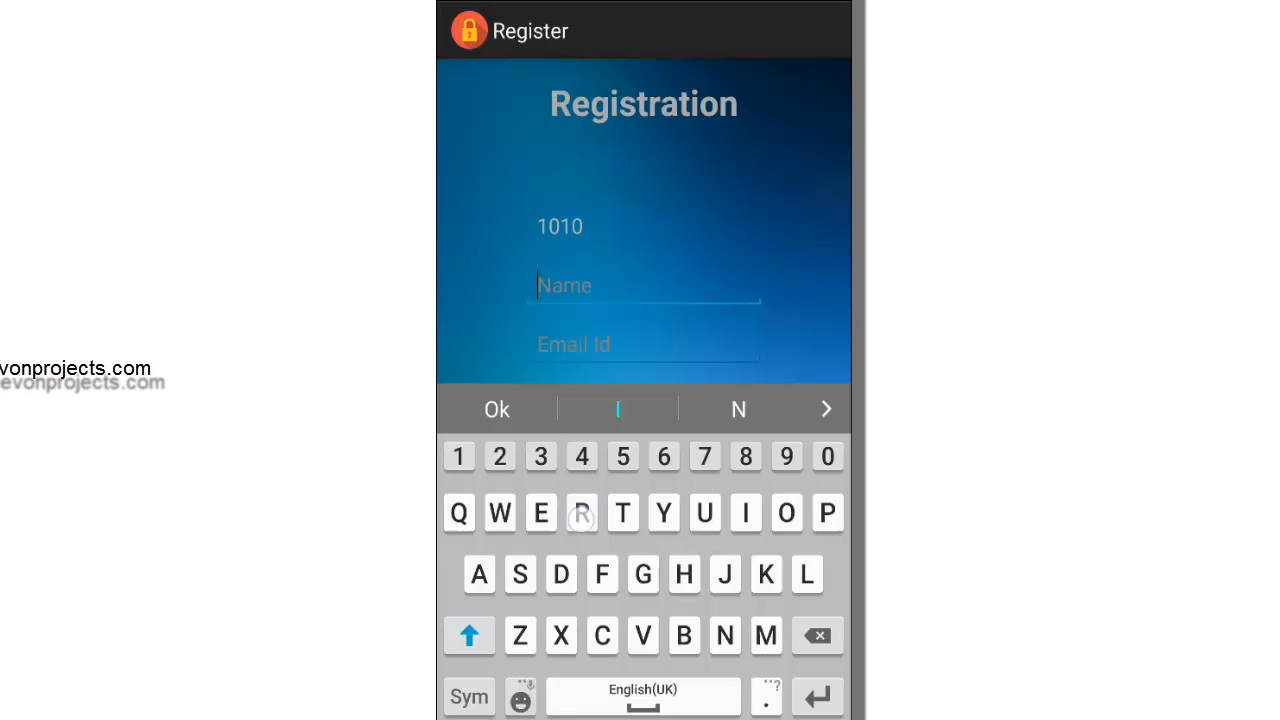 Register
Registration
1010
Name
Email Id
vonprojects.com
evonprojects.com
Ok I N
1 2 3 4 5 6 7 8 9 0
Q W E R T Y U I O P
A S D F G H J K L
Z X C V B N M
Sym English(UK) . ?